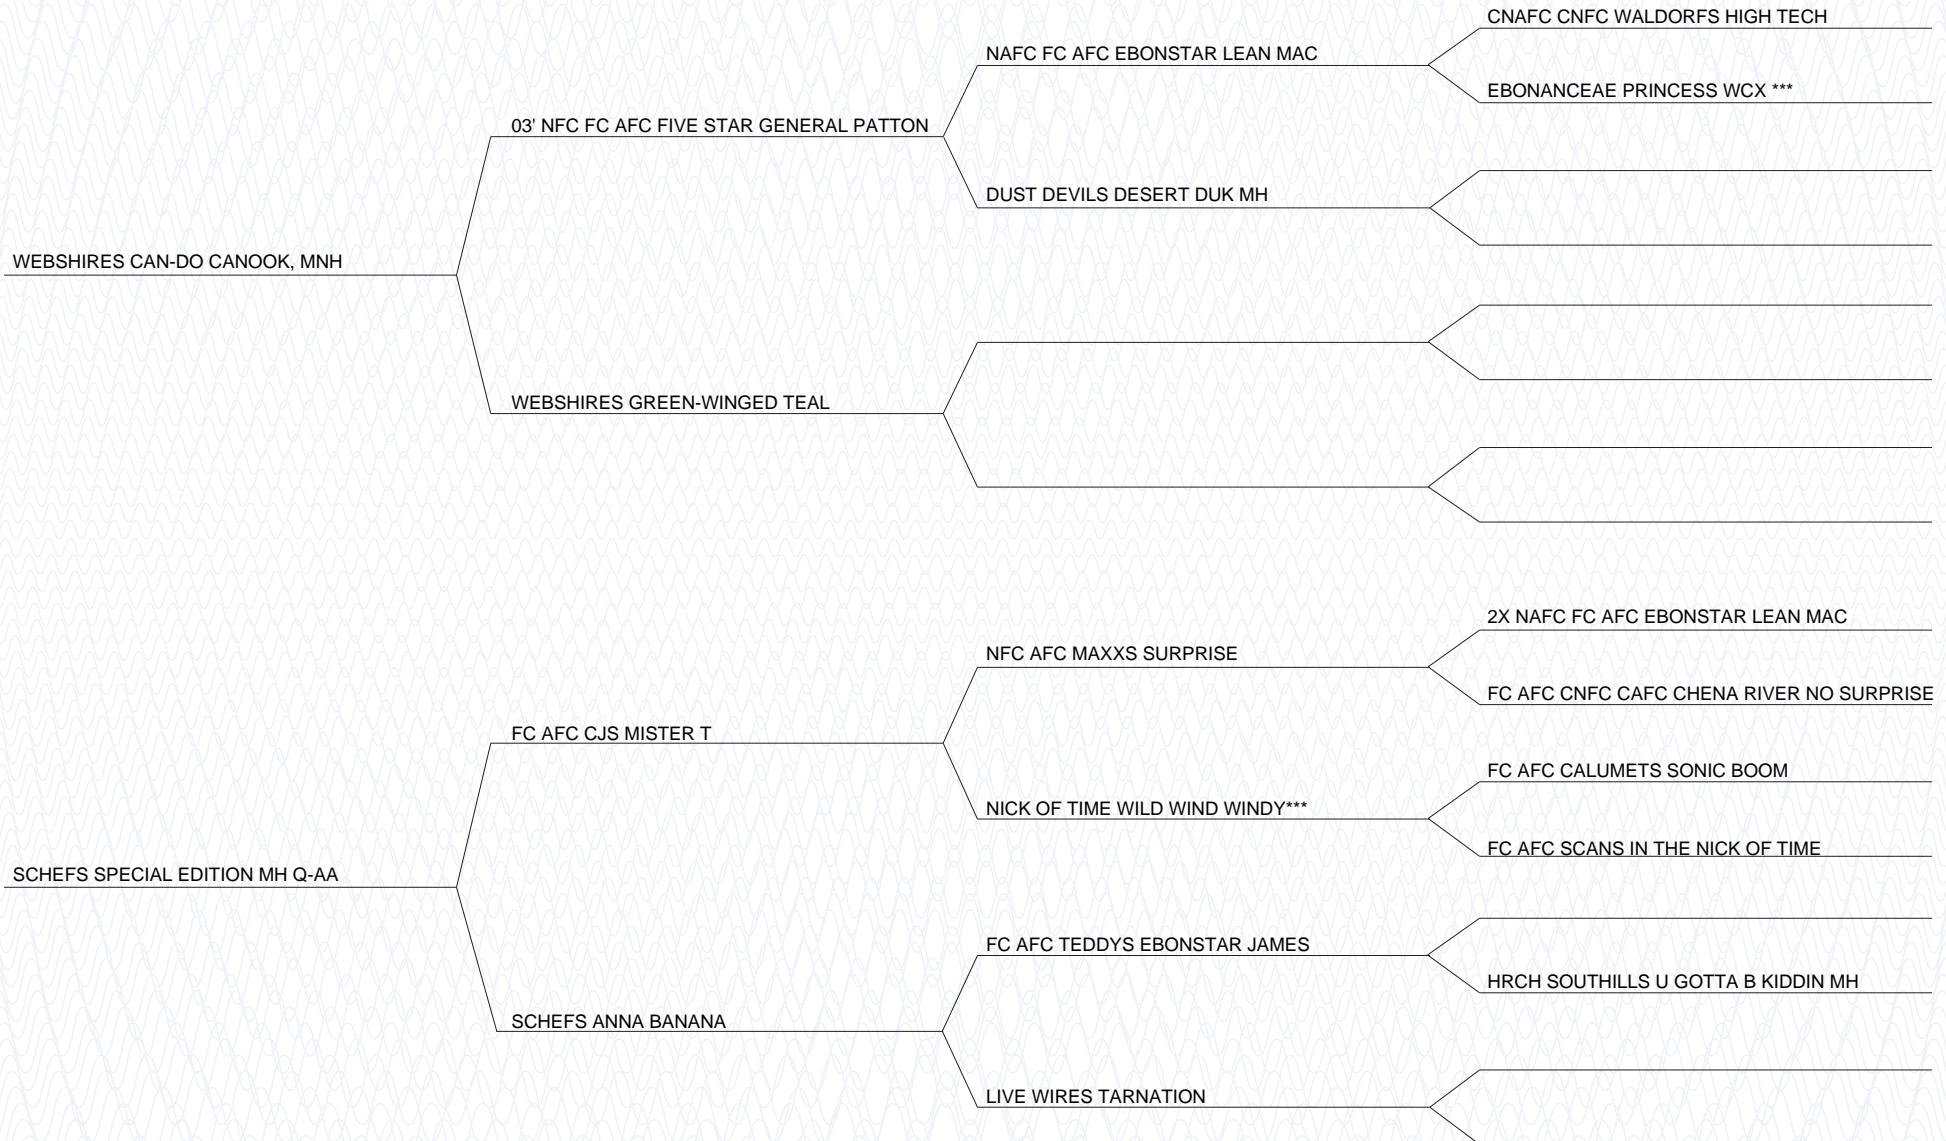 CNAFC CNFC WALDORFS HIGH TECH
NAFC FC AFC EBONSTAR LEAN MAC
EBONANCEAE PRINCESS WCX ***
03' NFC FC AFC FIVE STAR GENERAL PATTON
DUST DEVILS DESERT DUK MH
WEBSHIRES CAN-DO CANOOK, MNH
WEBSHIRES GREEN-WINGED TEAL
2X NAFC FC AFC EBONSTAR LEAN MAC
NFC AFC MAXXS SURPRISE
FC AFC CNFC CAFC CHENA RIVER NO SURPRISE
FC AFC CJS MISTER T
FC AFC CALUMETS SONIC BOOM
NICK OF TIME WILD WIND WINDY***
FC AFC SCANS IN THE NICK OF TIME
SCHEFS SPECIAL EDITION MH Q-AA
FC AFC TEDDYS EBONSTAR JAMES
HRCH SOUTHILLS U GOTTA B KIDDIN MH
SCHEFS ANNA BANANA
LIVE WIRES TARNATION